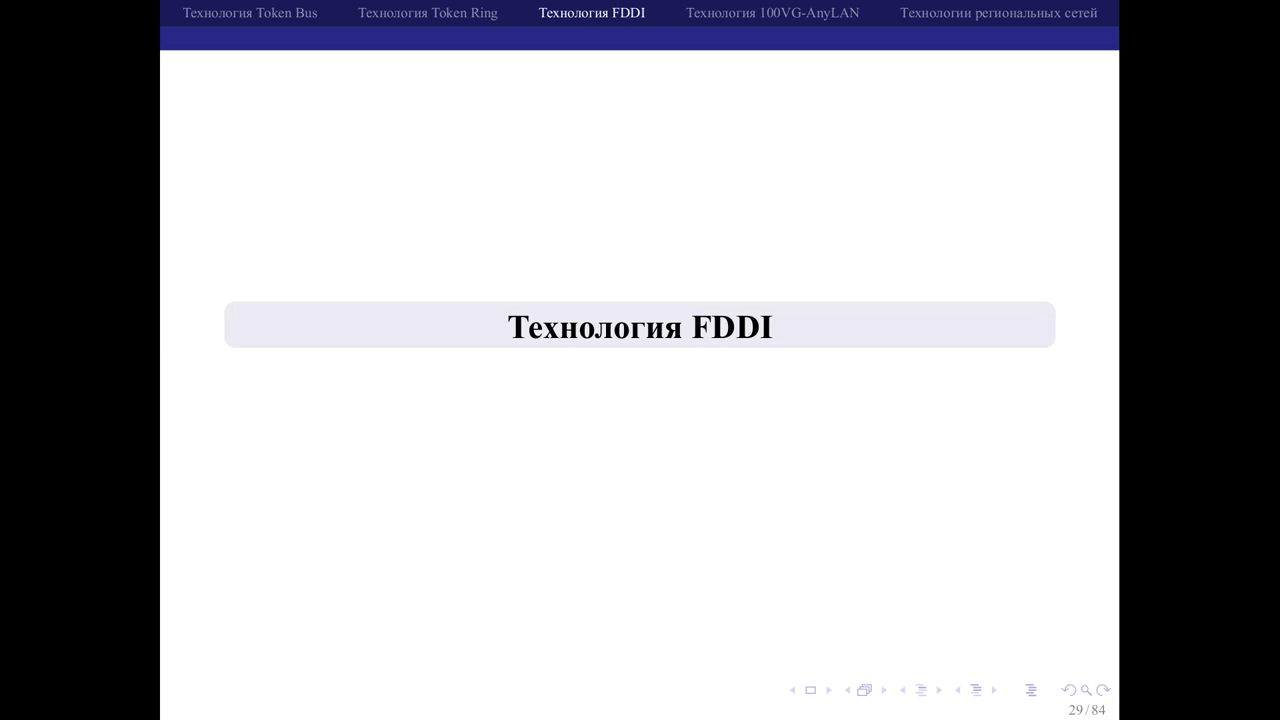 Технология Token Bus Технология Token Ring Технология FDDI Технология 100VG-AnyLAN Технологии региональных сетей
Технология FDDI
29 / 84